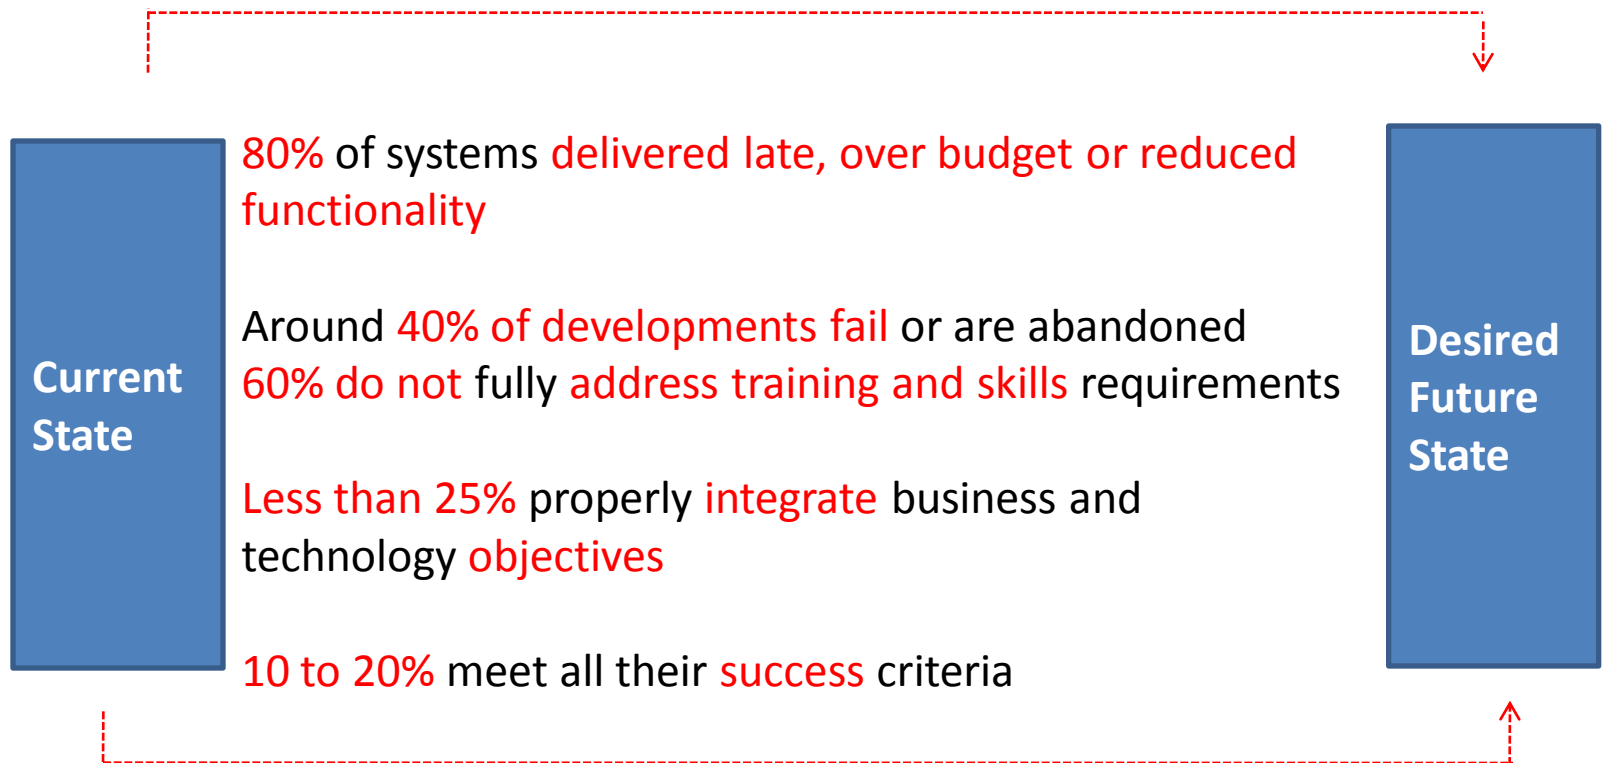 Current
State
80% of systems delivered late, over budget or reduced
functionality
Around 40% of developments fail or are abandoned
60% do not fully address training and skills requirements
Less than 25% properly integrate business and
technology objectives
10 to 20% meet all their success criteria
Desired
Future
State